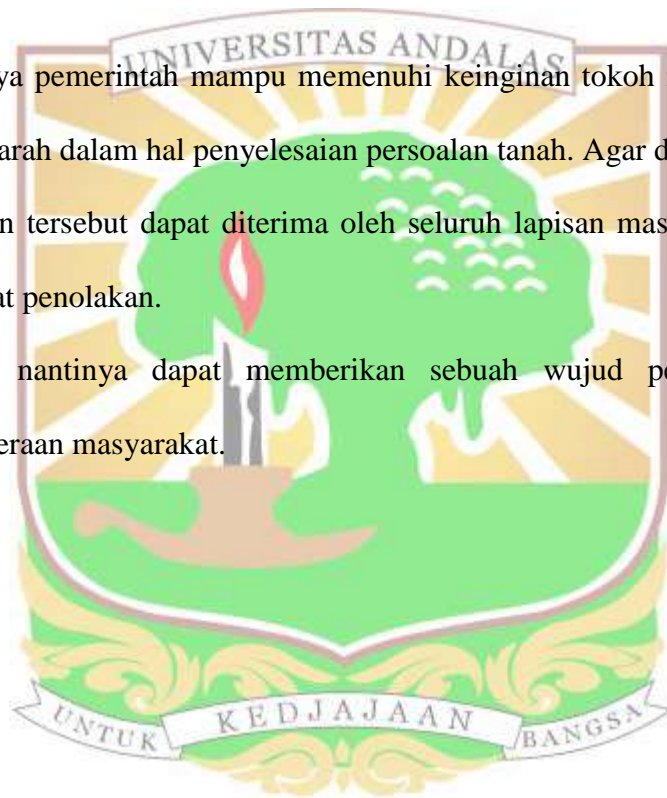 UNIVERSITAS ANDALAS
ya pemerintah mampu memenuhi keinginan tokoh
arah dalam hal penyelesaian persoalan tanah. Agar d
n tersebut dapat diterima oleh seluruh lapisan mas
at penolakan.
nantinya dapat memberikan sebuah wujud pe
eraan masyarakat.
UNTUK KEDJAJAAN BANGSA